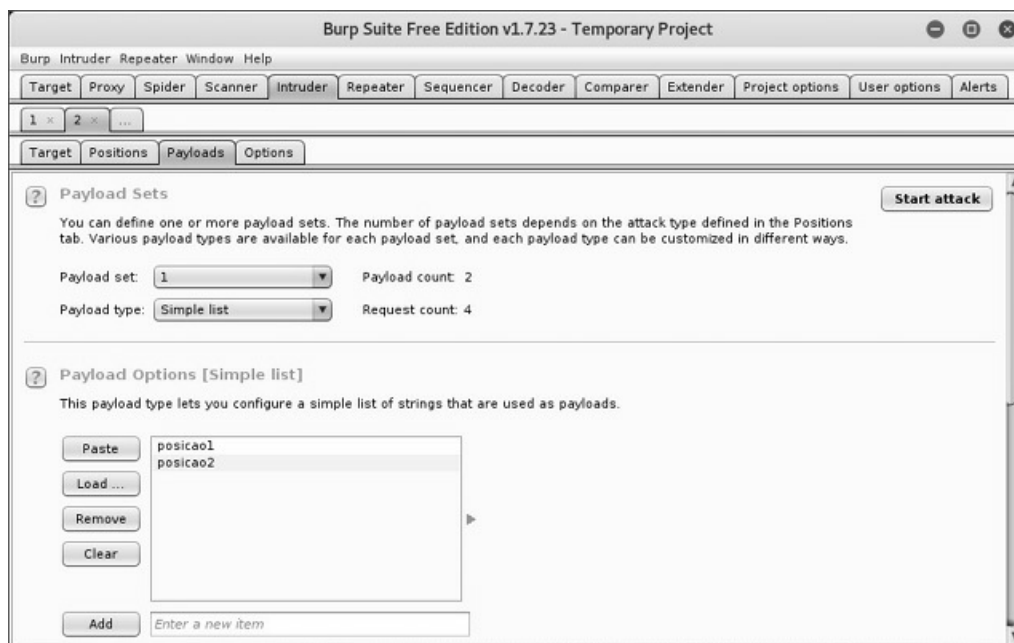 Burp Suite Free Edition v1.7.23 - Temporary Project
Burp Intruder Repeater Window Help
Target Proxy Spider Scanner Intruder Repeater Sequencer Decoder Comparer Extender Project options User options Alerts
1 × 2 × ...
Target Positions Payloads Options
? Payload Sets
Start attack
You can define one or more payload sets. The number of payload sets depends on the attack type defined in the Positions
tab. Various payload types are available for each payload set, and each payload type can be customized in different ways.
Payload set: 1 Payload count: 2
Payload type: Simple list Request count: 4
? Payload Options [Simple list]
This payload type lets you configure a simple list of strings that are used as payloads.
Paste posicao1
posicao2
Load ...
Remove
Clear
Add Enter a new item